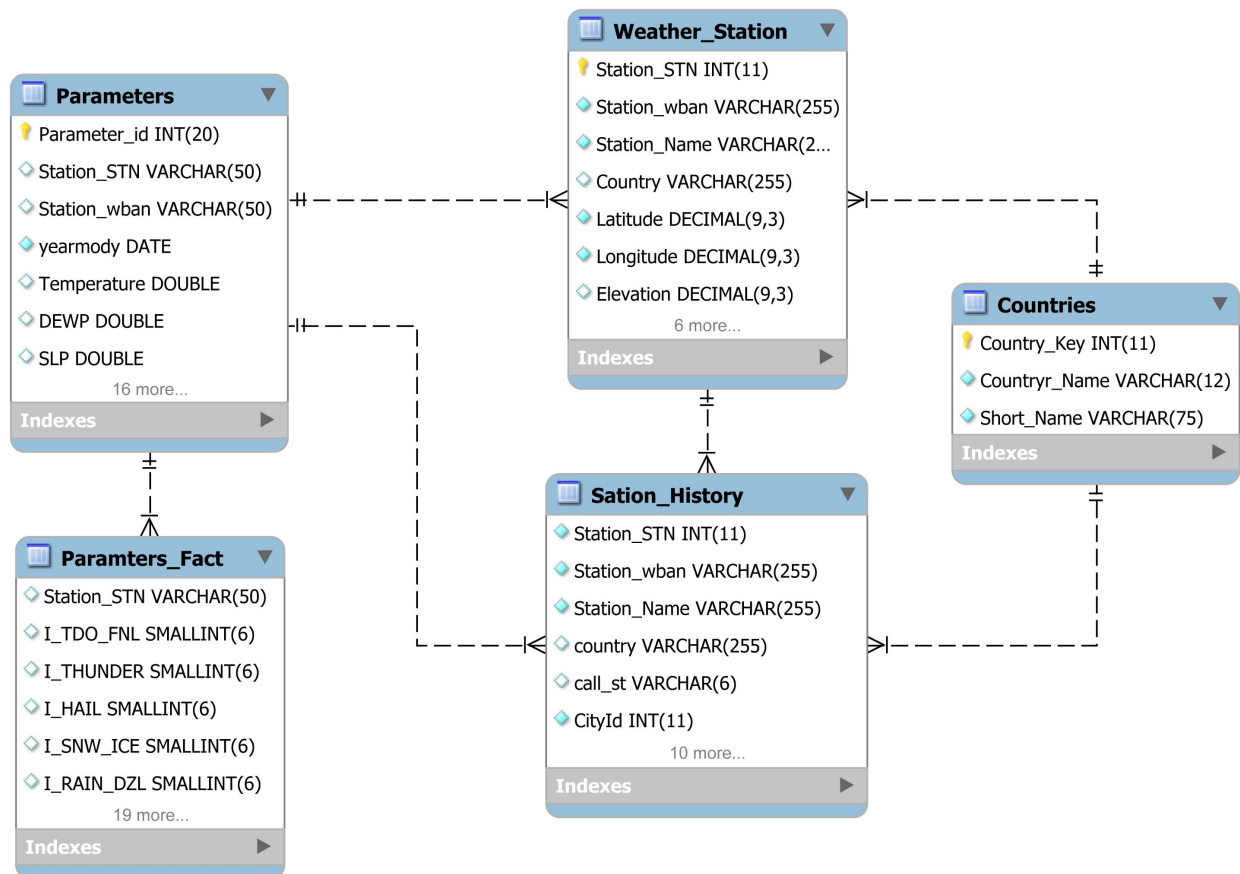 Weather_Station
Station_STN INT(11)
Station_wban VARCHAR(255)
Station_Name VARCHAR(2...
Country VARCHAR(255)
Latitude DECIMAL(9,3)
Longitude DECIMAL(9,3)
Elevation DECIMAL(9,3)
6 more...
Indexes
Parameters
Parameter_id INT(20)
Station_STN VARCHAR(50)
Station_wban VARCHAR(50)
yearmody DATE
Temperature DOUBLE
DEWP DOUBLE
SLP DOUBLE
16 more...
Indexes
Countries
Country_Key INT(11)
Countryr_Name VARCHAR(12)
Short_Name VARCHAR(75)
Indexes
Sation_History
Station_STN INT(11)
Station_wban VARCHAR(255)
Station_Name VARCHAR(255)
country VARCHAR(255)
call_st VARCHAR(6)
CityId INT(11)
10 more...
Indexes
Paramters_Fact
Station_STN VARCHAR(50)
I_TDO_FNL SMALLINT(6)
I_THUNDER SMALLINT(6)
I_HAIL SMALLINT(6)
I_SNW_ICE SMALLINT(6)
I_RAIN_DZL SMALLINT(6)
19 more...
Indexes